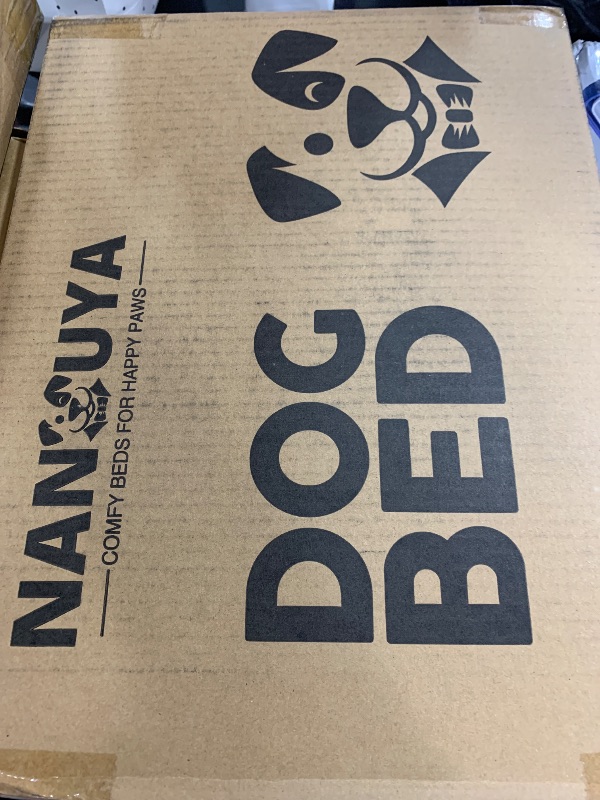 NAN UYA
COMFY BEDS FOR HAPPY PAWS
DOG
BED